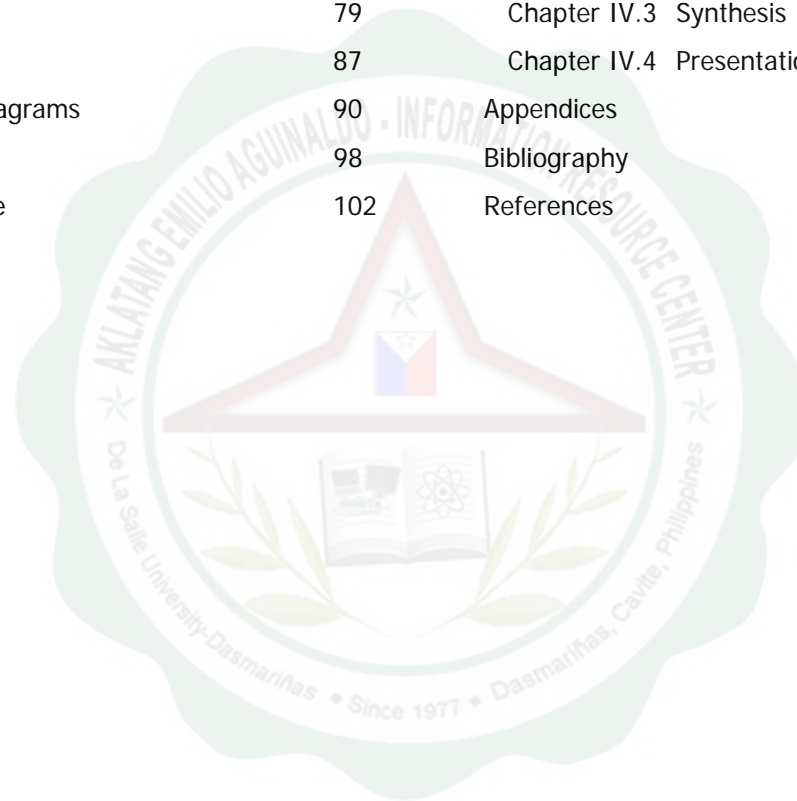 79 Chapter IV.3 Synthesis
87 Chapter IV.4 Presentatio
agrams 90 Appendices
98 Bibliography
e 102 References
AKLATANG EMILIO AGUINALDO - INFORMATION RESOURCE CENTER
De La Salle University-Dasmariñas • Since 1977 • Dasmariñas, Cavite, Philippines